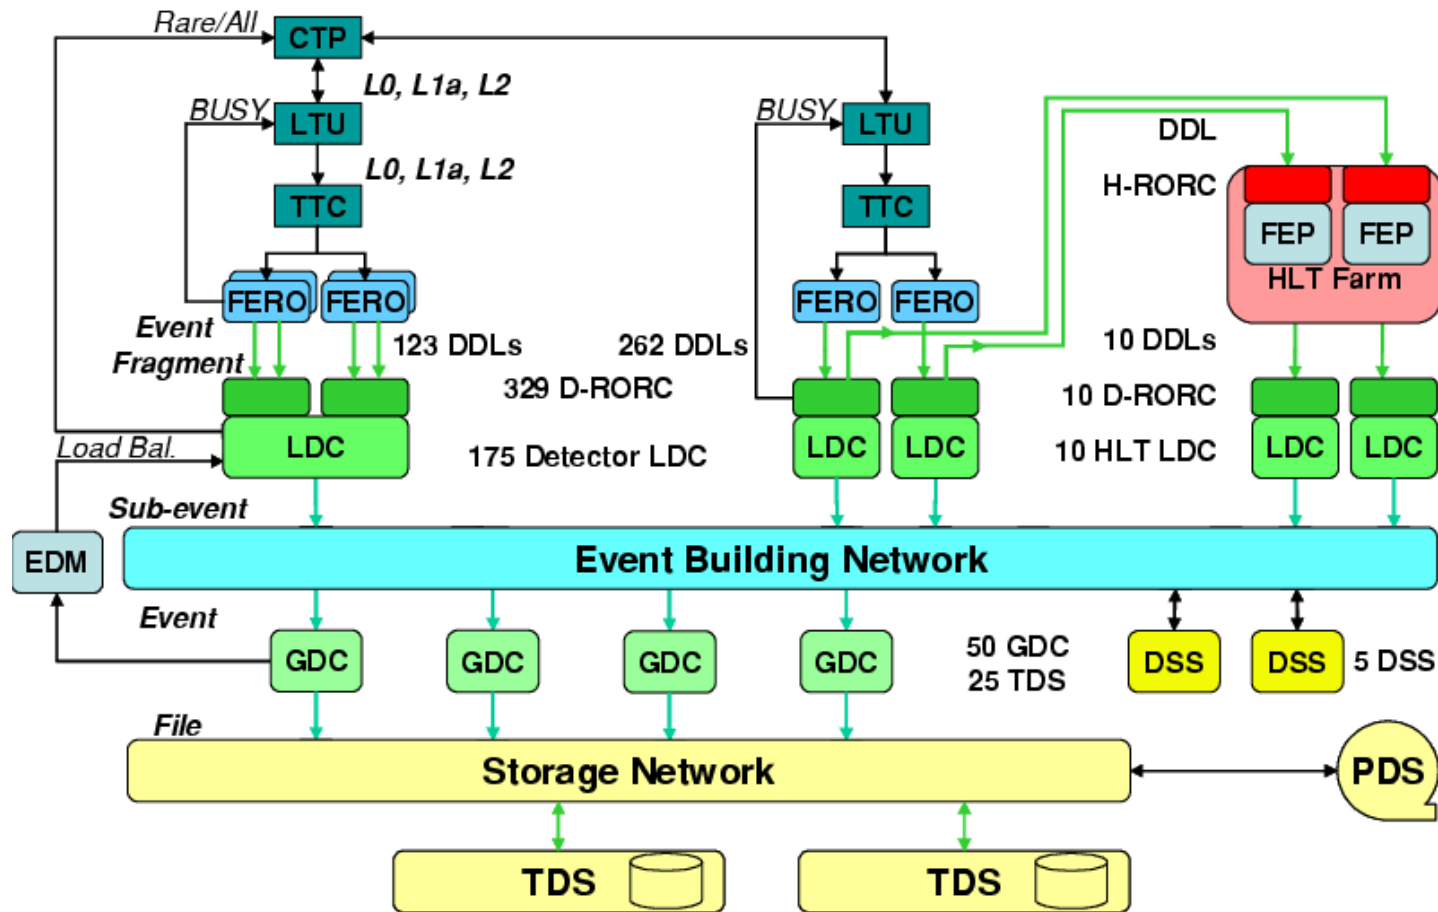 Rare/All
CTP
L0, L1a, L2
BUSY
LTU
BUSY
LTU
DDL
L0, L1a, L2
H-RORC
TTC
TTC
FEP
FEP
HLT Farm
FERO
FERO
FERO
FERO
Event
Fragment
123 DDLs
262 DDLs
10 DDLs
329 D-RORC
10 D-RORC
Load Bal.
LDC
175 Detector LDC
LDC
LDC
10 HLT LDC
LDC
LDC
Sub-event
EDM
Event Building Network
Event
GDC
GDC
GDC
GDC
50 GDC
25 TDS
DSS
DSS
5 DSS
File
Storage Network
PDS
TDS
TDS